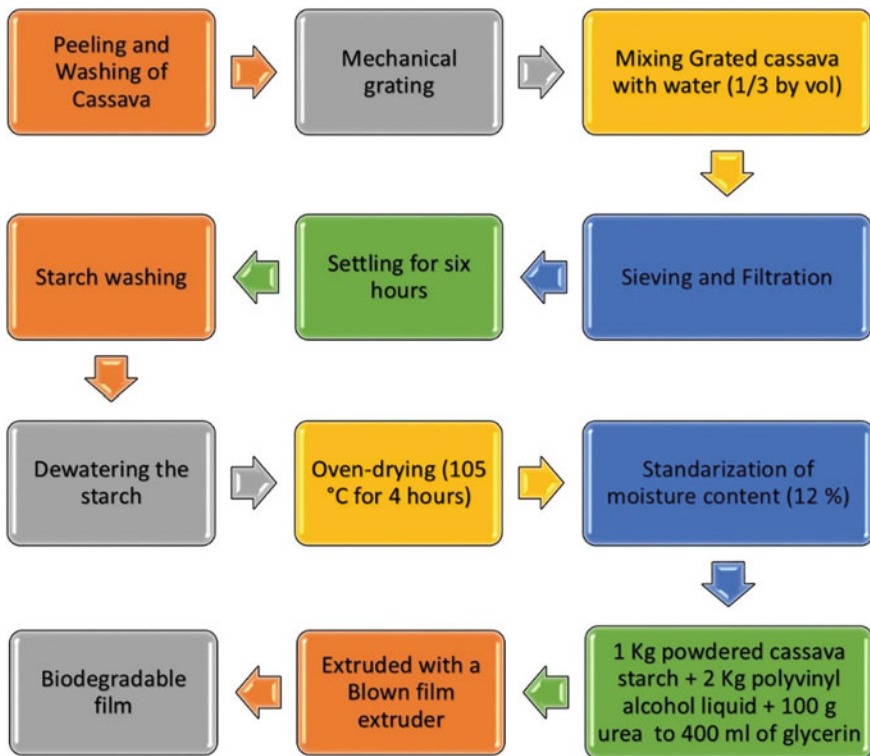 Peeling and
Washing of
Cassava
Mechanical
grating
Mixing Grated cassava
with water (1/3 by vol)
Sieving and Filtration
Settling for six
hours
Starch washing
Dewatering the
starch
Oven-drying (105
°C for 4 hours)
Standarization of
moisture content (12 %)
1 Kg powdered cassava
starch + 2 Kg polyvinyl
alcohol liquid + 100 g
urea to 400 ml of glycerin
Extruded with a
Blown film
extruder
Biodegradable
film